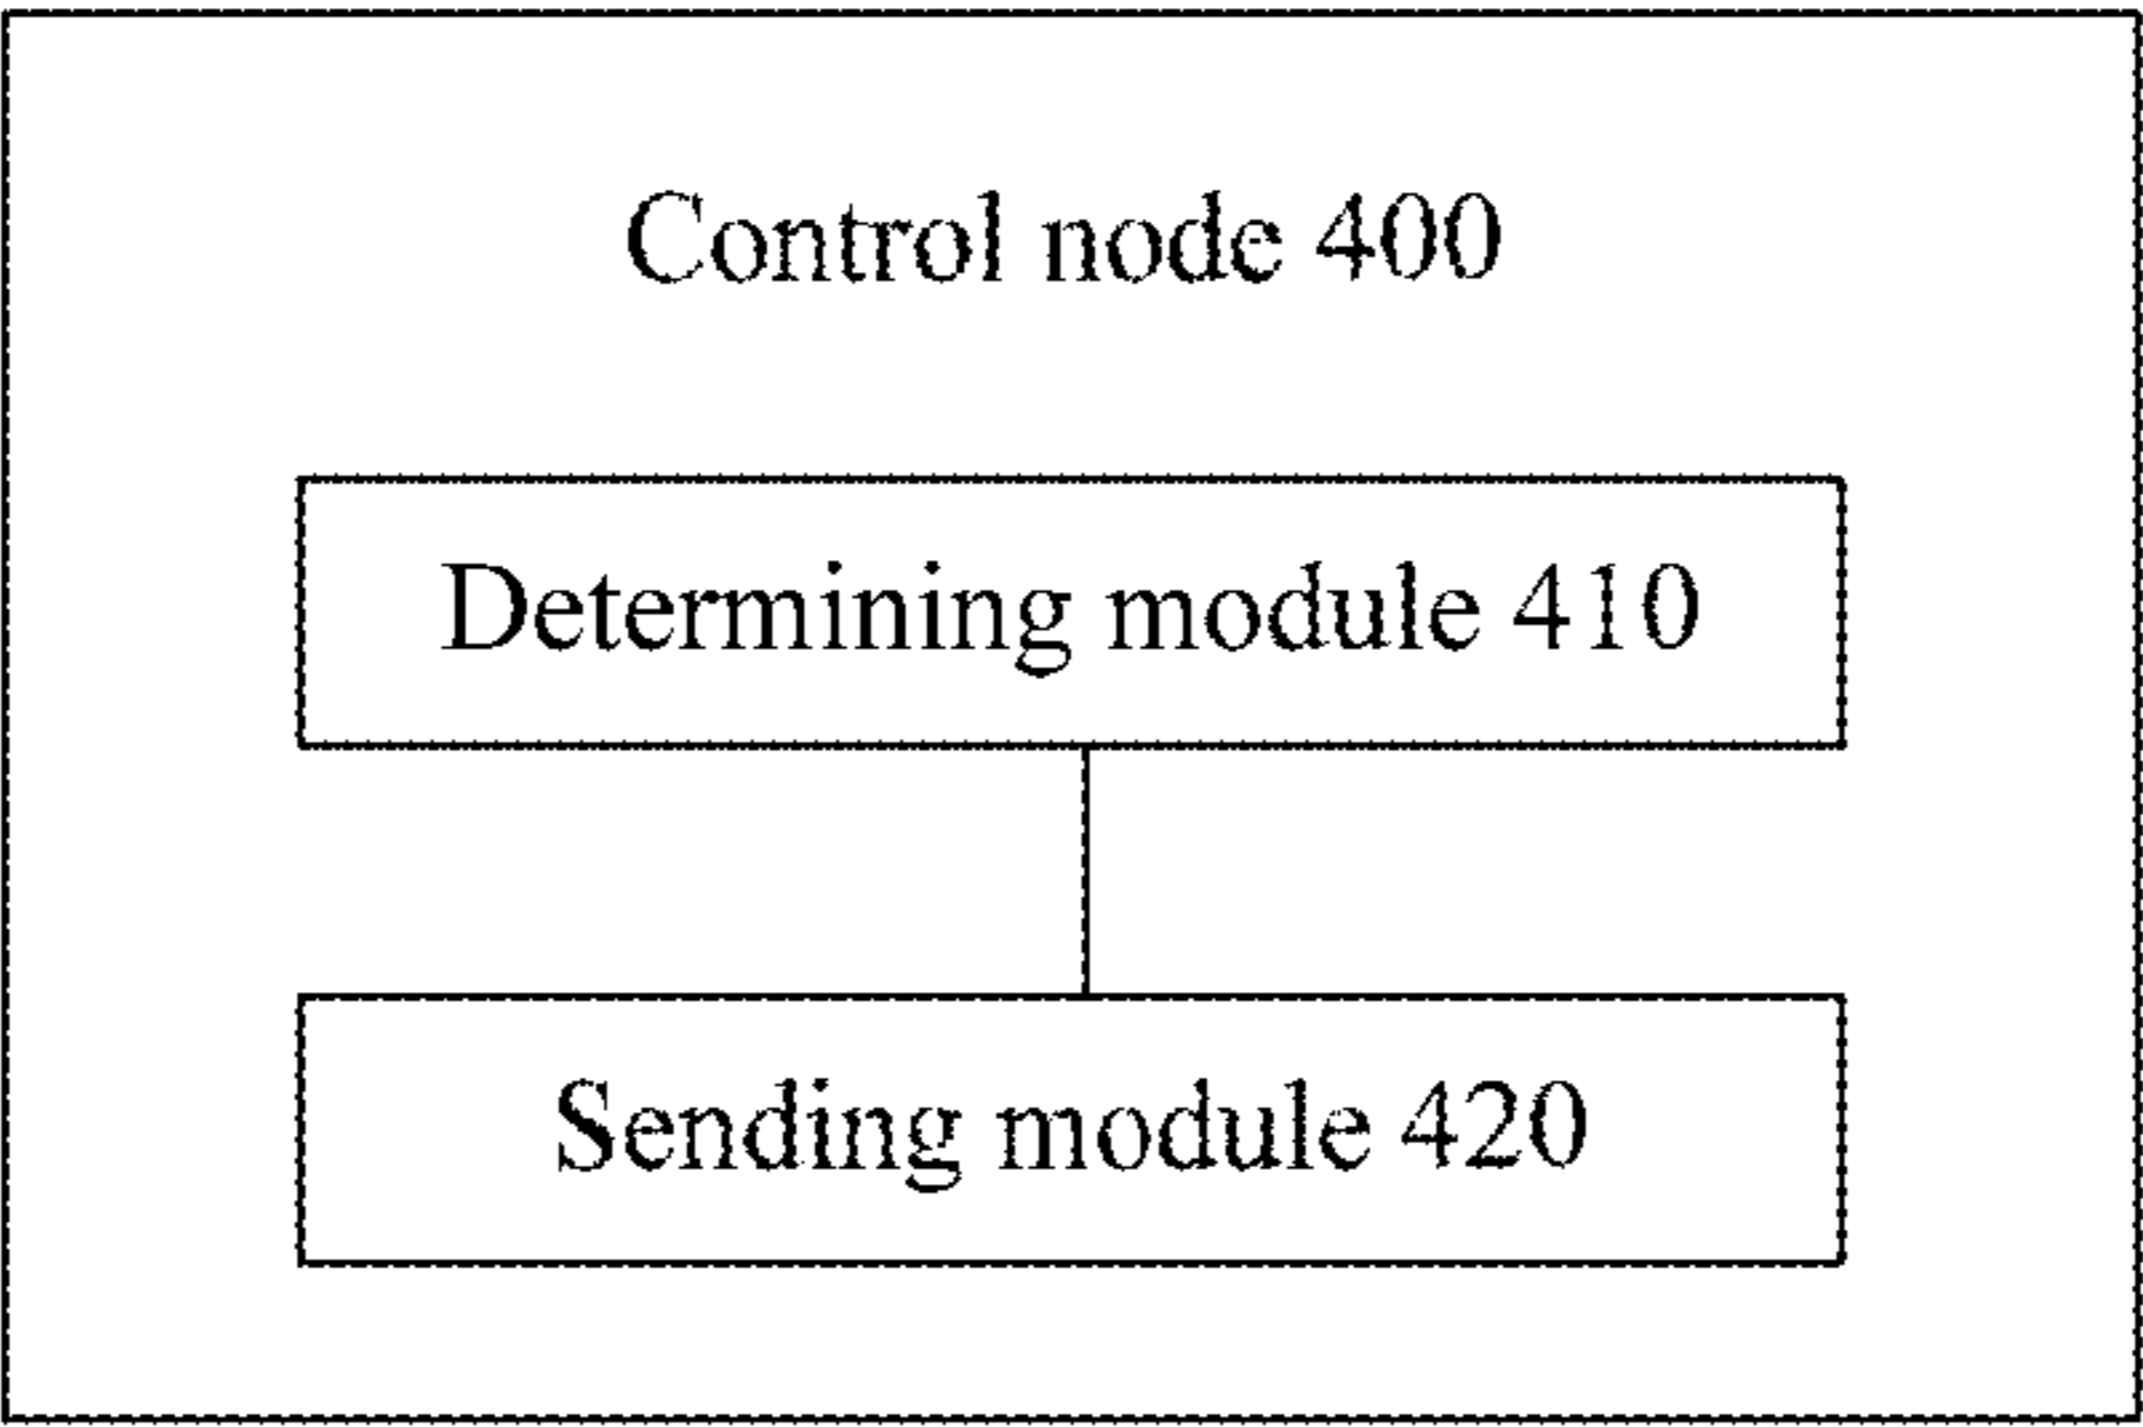 Control node 400
Determining module 410
Sending module 420